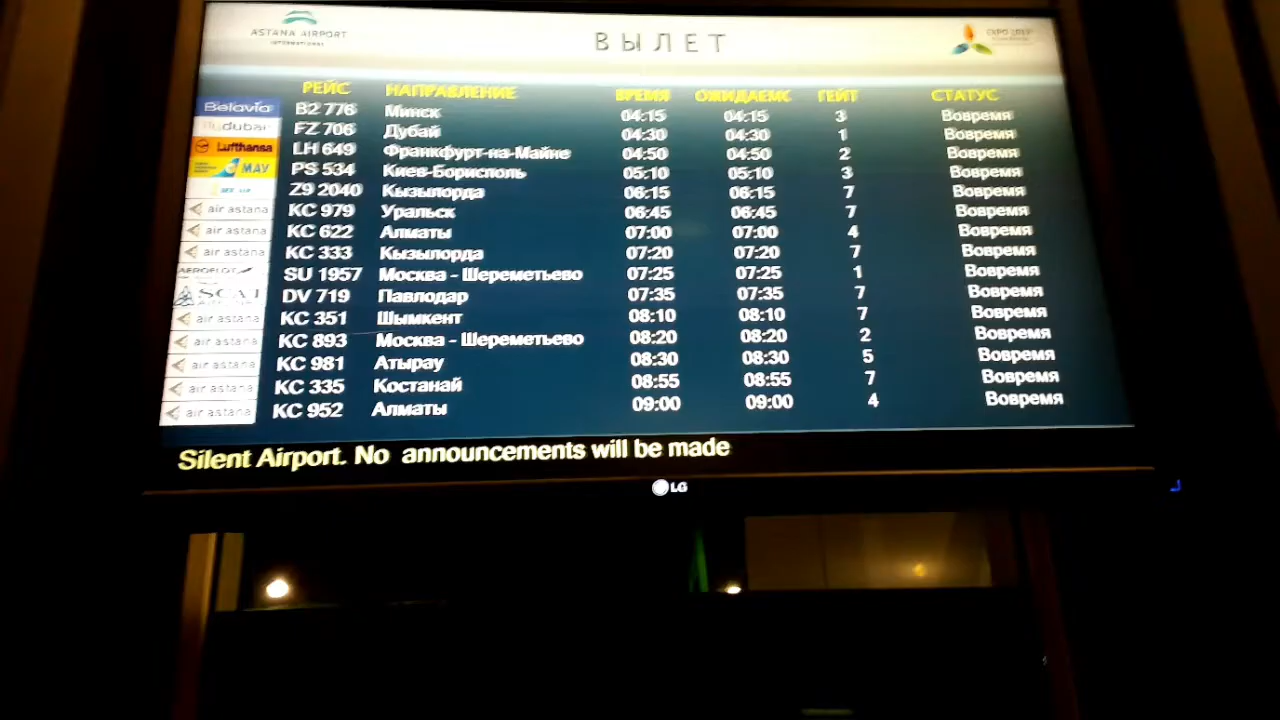 ASTANA AIRPORT
INTERNATIONAL
ВЫЛЕТ
EXPO 2017
РЕЙС НАПРАВЛЕНИЕ ВРЕМЯ ОЖИДАЕМОЕ ГЕЙТ СТАТУС
Belavia B2 776 Минск 04:15 04:15 3 Вовремя
flydubai FZ 706 Дубай 04:30 04:30 1 Вовремя
Lufthansa LH 649 Франкфурт-на-Майне 04:50 04:50 2 Вовремя
МАУ PS 534 Киев-Борисполь 05:10 05:10 3 Вовремя
Z9 2040 Кызылорда 06:15 06:15 7 Вовремя
air astana KC 979 Уральск 06:45 06:45 7 Вовремя
air astana KC 622 Алматы 07:00 07:00 4 Вовремя
air astana KC 333 Кызылорда 07:20 07:20 7 Вовремя
AEROFLOT SU 1957 Москва - Шереметьево 07:25 07:25 1 Вовремя
SCAT DV 719 Павлодар 07:35 07:35 7 Вовремя
air astana KC 351 Шымкент 08:10 08:10 7 Вовремя
air astana KC 893 Москва - Шереметьево 08:20 08:20 2 Вовремя
air astana KC 981 Атырау 08:30 08:30 5 Вовремя
air astana KC 335 Костанай 08:55 08:55 7 Вовремя
air astana KC 952 Алматы 09:00 09:00 4 Вовремя
Silent Airport. No announcements will be made
LG